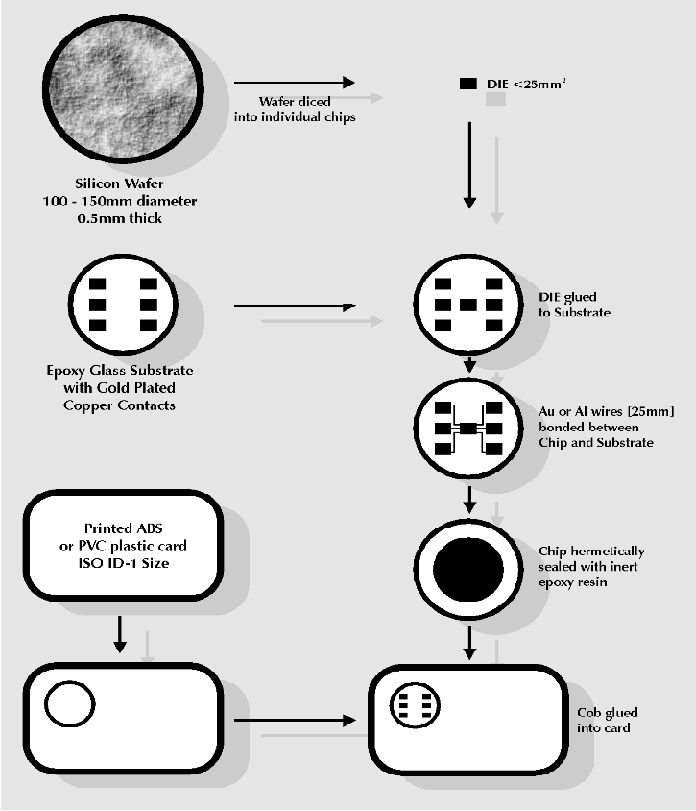 DIE <25mm²
Wafer diced
into individual chips
Silicon Wafer
100 - 150mm diameter
0.5mm thick
DIE glued
to Substrate
Epoxy Glass Substrate
with Gold Plated
Copper Contacts
Au or Al wires [25mm]
bonded between
Chip and Substrate
Printed ABS
or PVC plastic card
ISO ID-1 Size
Chip hermetically
sealed with inert
epoxy resin
Cob glued
into card